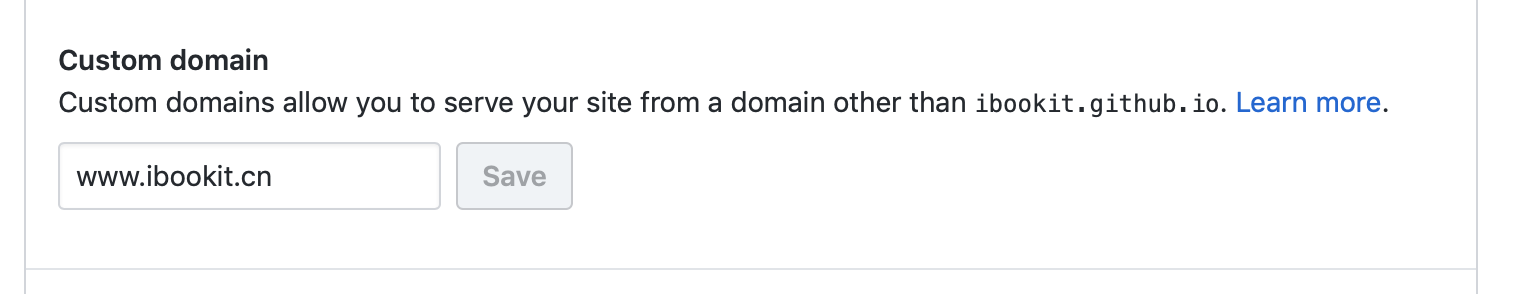 Custom domain
Custom domains allow you to serve your site from a domain other than ibookit.github.io. Learn more.
www.ibookit.cn
Save